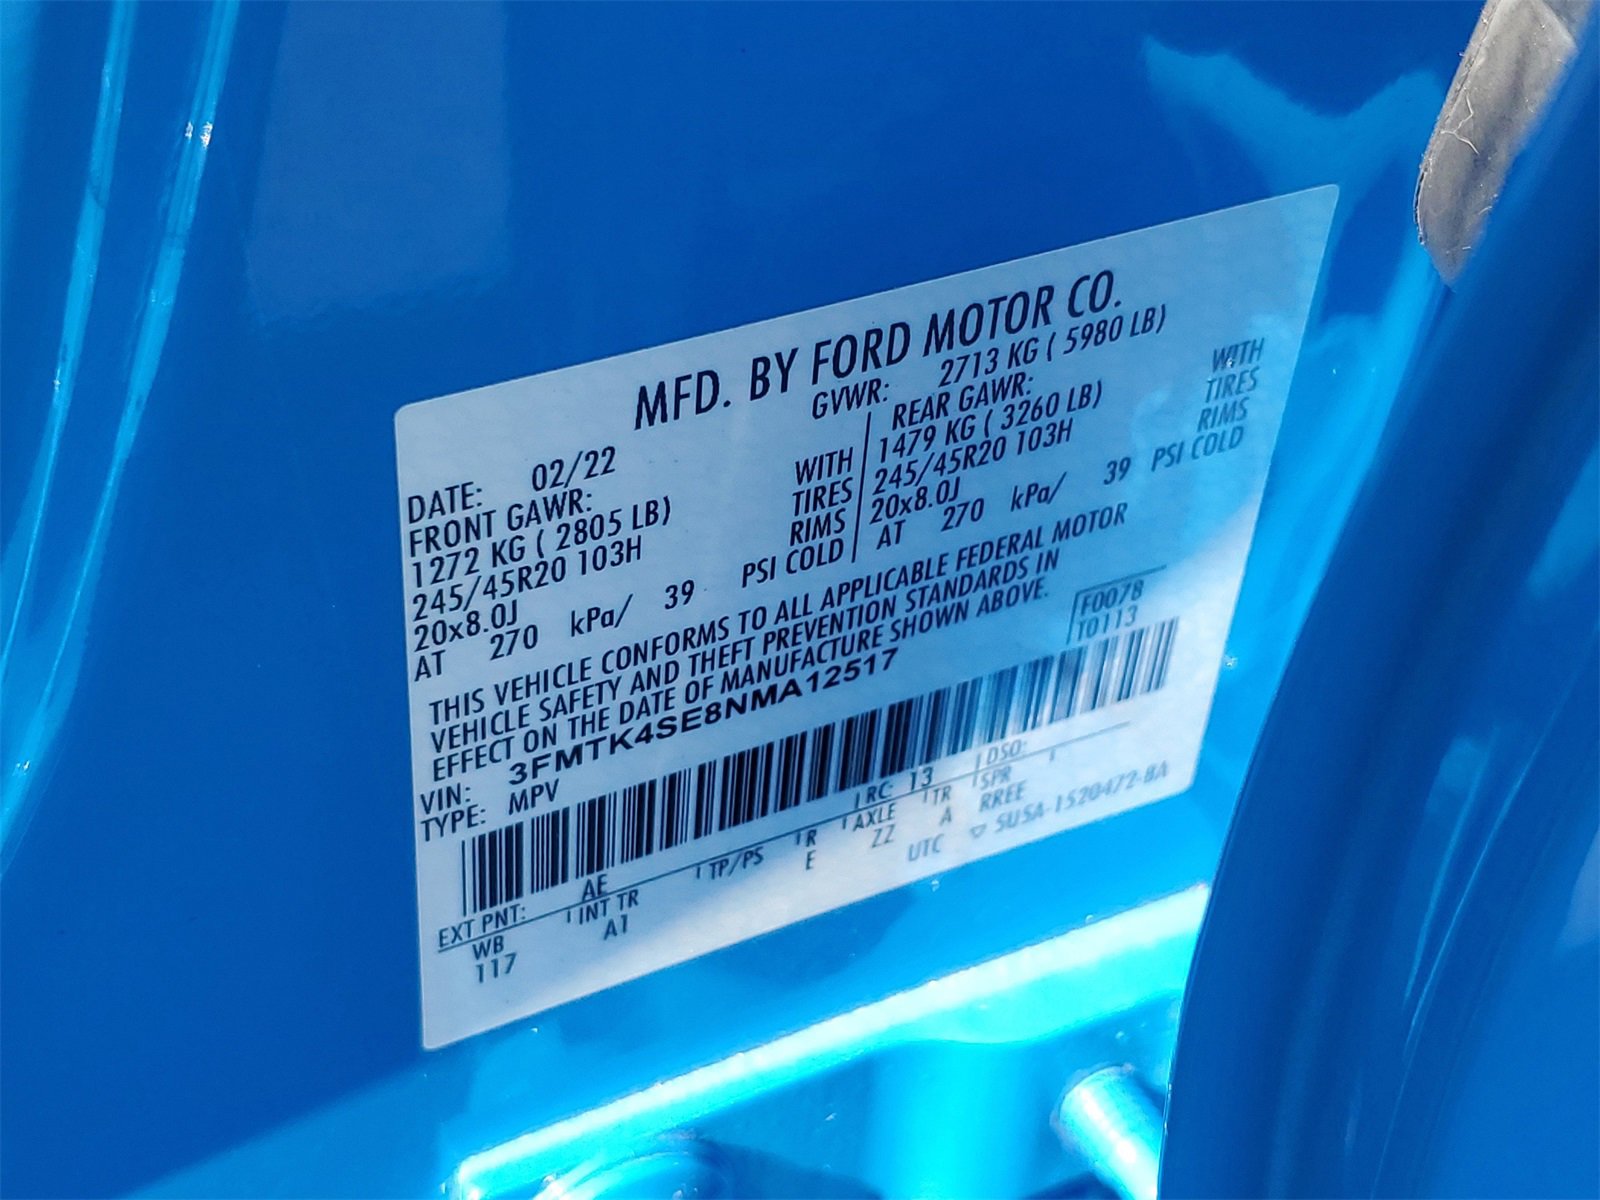 MFD. BY FORD MOTOR CO.
DATE: 02/22 GVWR: 2713 KG ( 5980 LB)
FRONT GAWR: REAR GAWR:
1272 KG ( 2805 LB) WITH 1479 KG ( 3260 LB) WITH
245/45R20 103H TIRES 245/45R20 103H TIRES
20x8.0J RIMS 20x8.0J RIMS
AT 270 kPa/ 39 PSI COLD AT 270 kPa/ 39 PSI COLD
THIS VEHICLE CONFORMS TO ALL APPLICABLE FEDERAL MOTOR
VEHICLE SAFETY AND THEFT PREVENTION STANDARDS IN
EFFECT ON THE DATE OF MANUFACTURE SHOWN ABOVE.
VIN: 3FMTK4SE8NMA12517 F0078
TYPE: MPV T0113
EXT PNT: AE RC: 13 DSO:
WB INT TR TP/PS R AXLE TR SPR
117 A1 E ZZ A RREE
UTC ▽ SU5A-1520472-BA